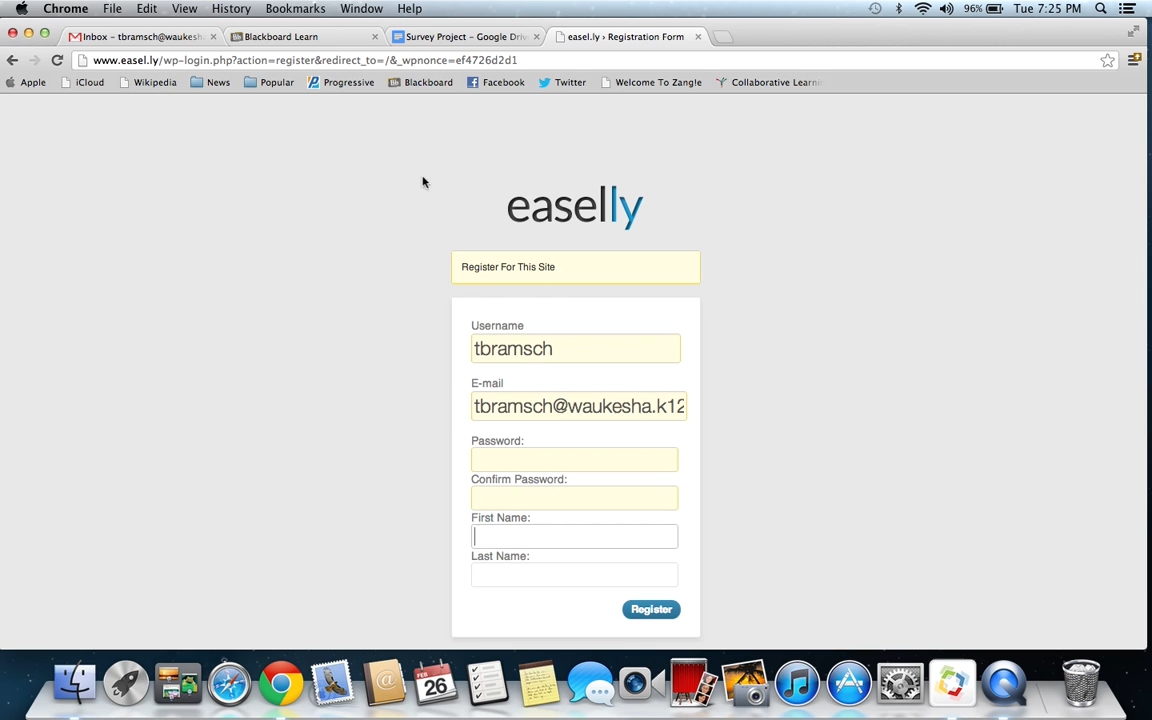 Chrome File Edit View History Bookmarks Window Help 96% Tue 7:25 PM
Inbox – tbramsch@waukesha Blackboard Learn Survey Project – Google Driv easel.ly › Registration Form
www.easel.ly/wp-login.php?action=register&redirect_to=/&_wpnonce=ef4726d2d1
Apple iCloud Wikipedia News Popular Progressive Blackboard Facebook Twitter Welcome To Zangle Collaborative Learnin
easelly
Register For This Site
Username
tbramsch
E-mail
tbramsch@waukesha.k12
Password:
Confirm Password:
First Name:
Last Name:
Register
FEB
26